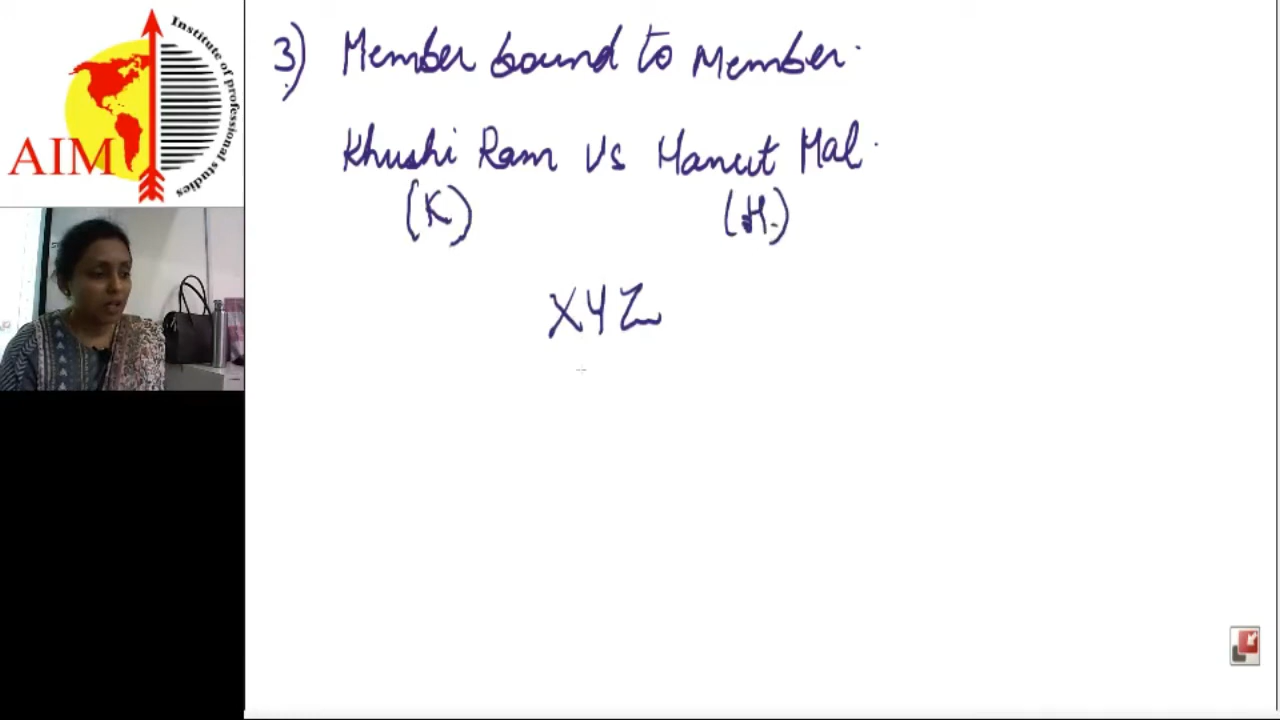 Institute of professional studies
AIM
3) Member bound to Member.
Khushi Ram Vs Hanut Mal.
(K) (H.)
XYZ